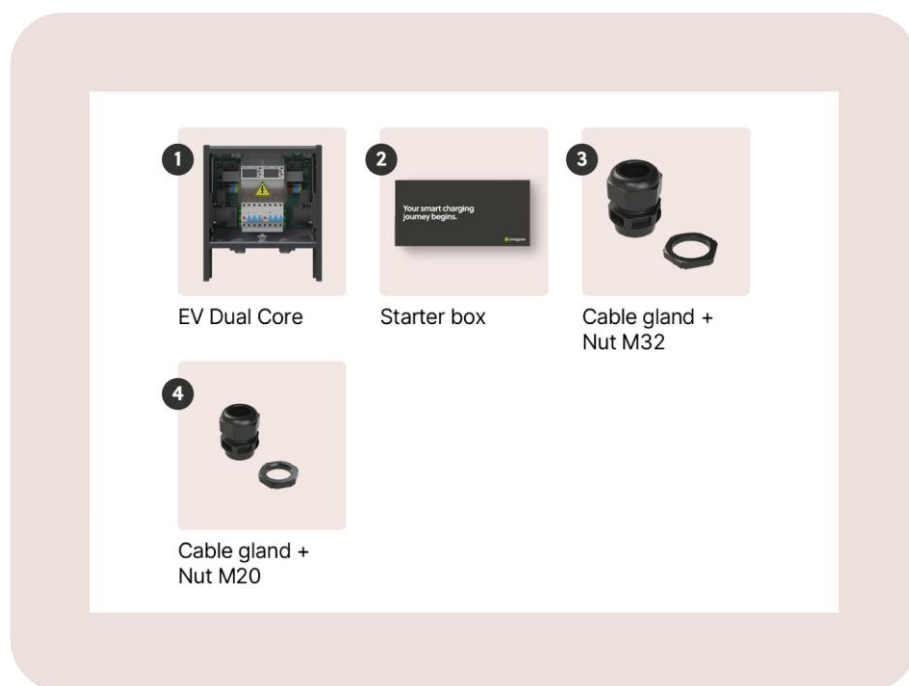 1
EV Dual Core
2
Your smart charging
journey begins.
Starter box
3
Cable gland +
Nut M32
4
Cable gland +
Nut M20